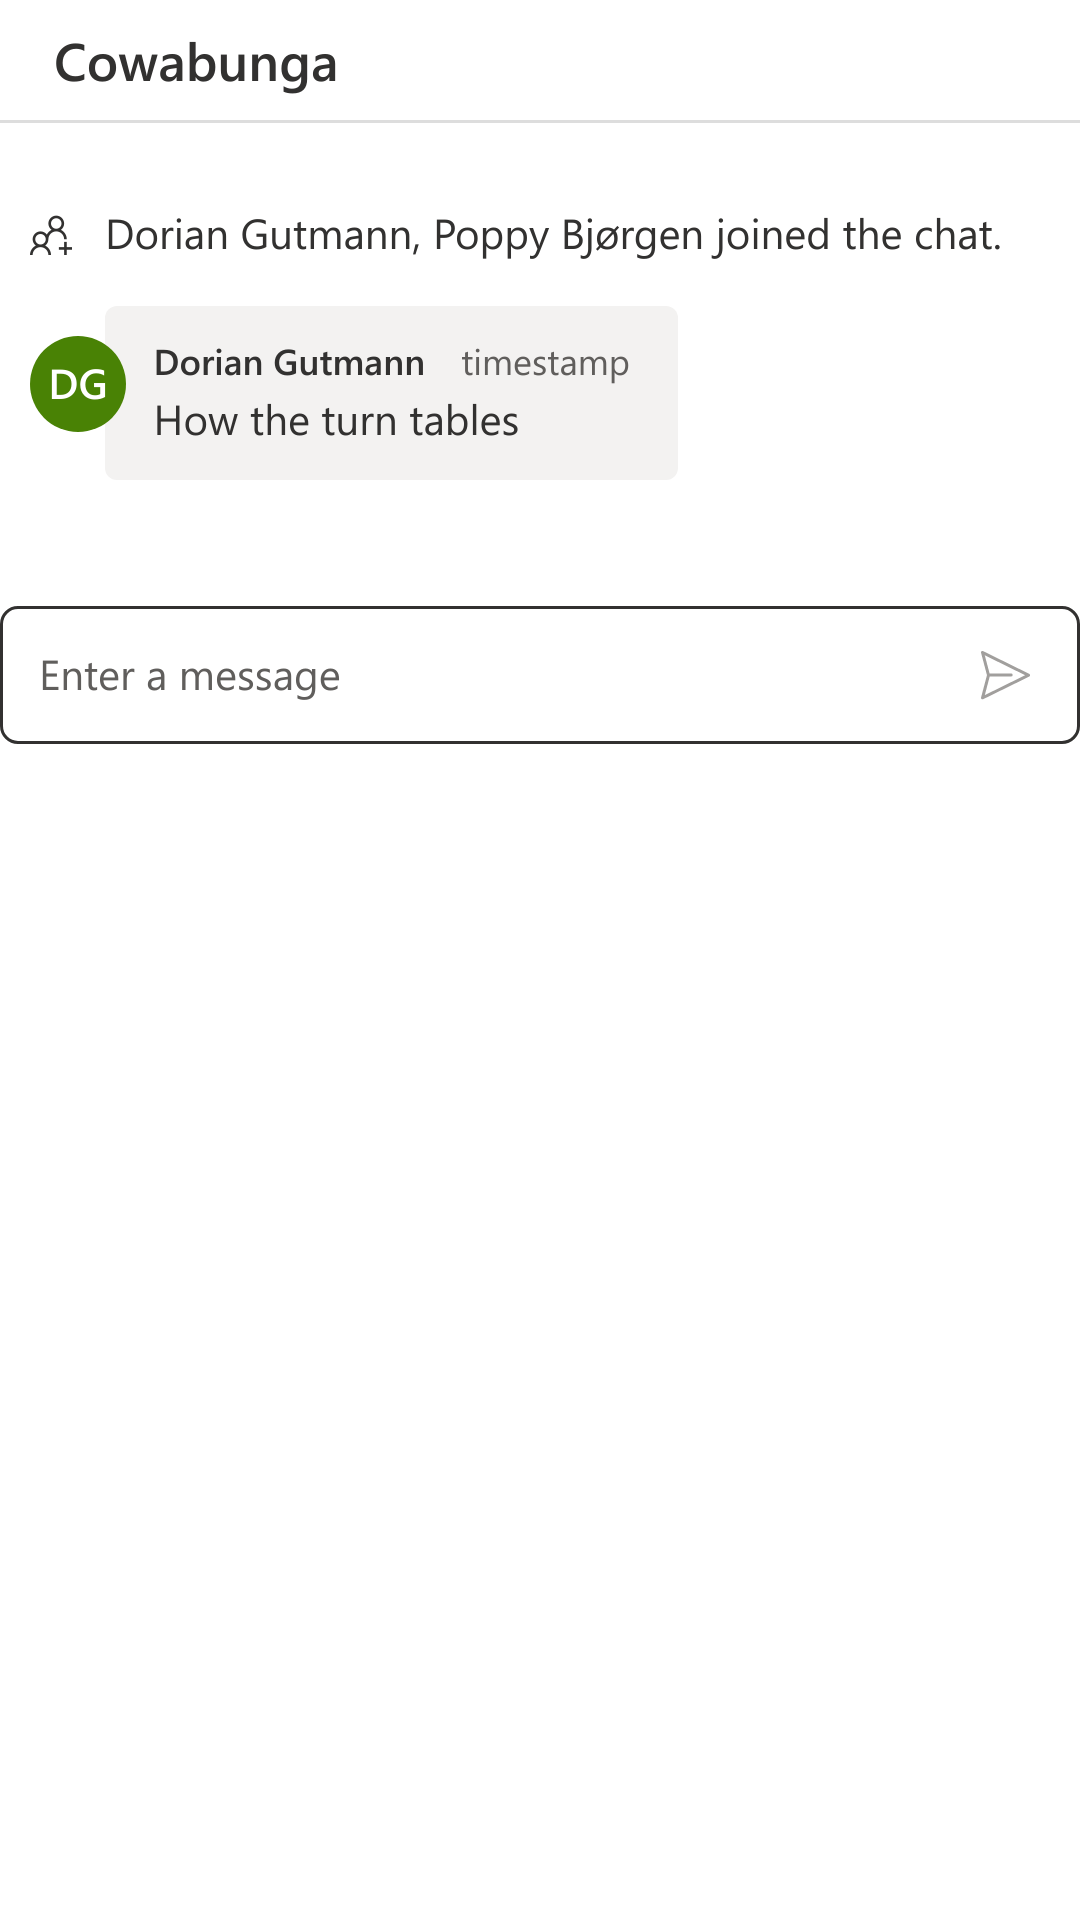 Cowabunga
Dorian Gutmann, Poppy Bjørgen joined the chat.
DG
Dorian Gutmann timestamp
How the turn tables
Enter a message